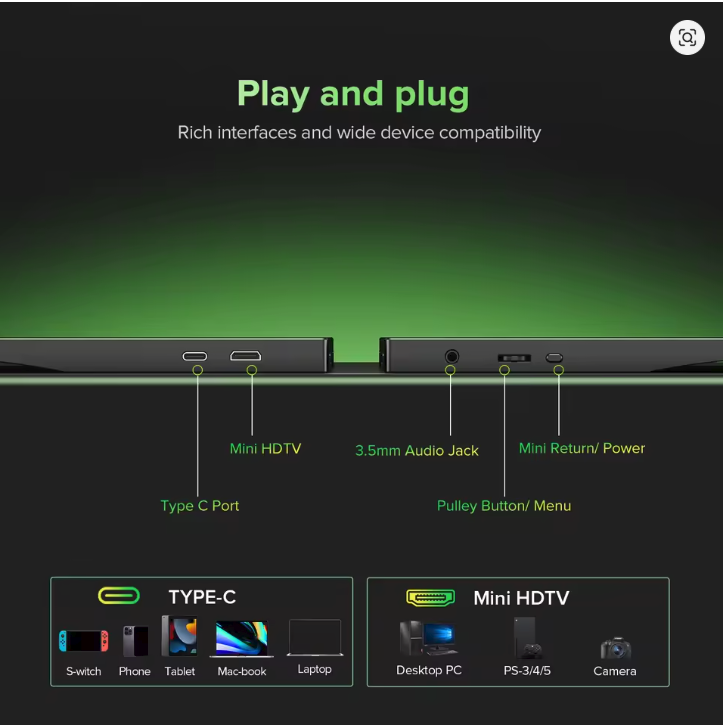 Play and plug
Rich interfaces and wide device compatibility
Mini HDTV
3.5mm Audio Jack
Mini Return/ Power
Type C Port
Pulley Button/ Menu
TYPE-C
Mini HDTV
S-witch
Phone
Tablet
Mac-book
Laptop
Desktop PC
PS-3/4/5
Camera